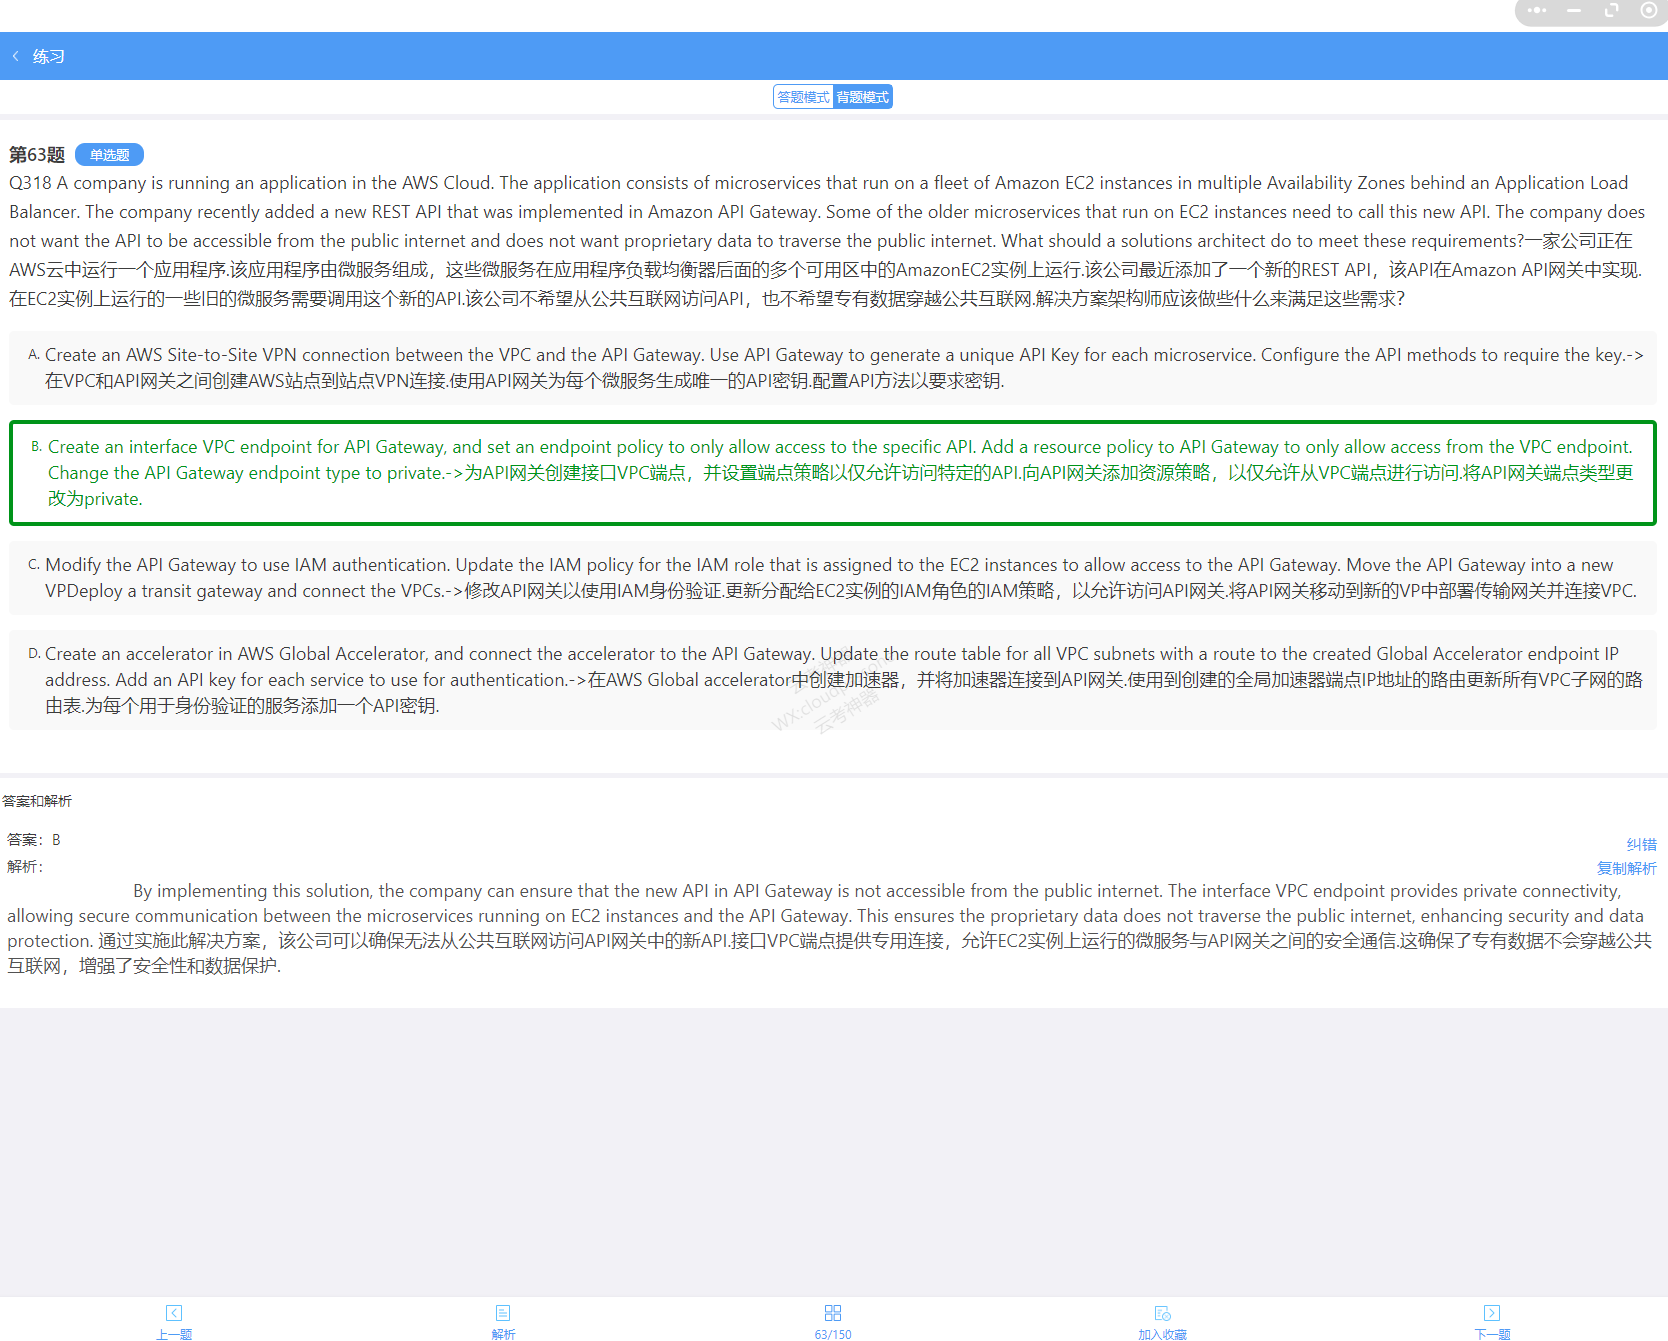 练习
答题模式 背题模式
第63题 单选题
Q318 A company is running an application in the AWS Cloud. The application consists of microservices that run on a fleet of Amazon EC2 instances in multiple Availability Zones behind an Application Load
Balancer. The company recently added a new REST API that was implemented in Amazon API Gateway. Some of the older microservices that run on EC2 instances need to call this new API. The company does
not want the API to be accessible from the public internet and does not want proprietary data to traverse the public internet. What should a solutions architect do to meet these requirements?一家公司正在
AWS云中运行一个应用程序.该应用程序由微服务组成，这些微服务在应用程序负载均衡器后面的多个可用区中的AmazonEC2实例上运行.该公司最近添加了一个新的REST API，该API在Amazon API网关中实现.
在EC2实例上运行的一些旧的微服务需要调用这个新的API.该公司不希望从公共互联网访问API，也不希望专有数据穿越公共互联网.解决方案架构师应该做些什么来满足这些需求？
A. Create an AWS Site-to-Site VPN connection between the VPC and the API Gateway. Use API Gateway to generate a unique API Key for each microservice. Configure the API methods to require the key.->
在VPC和API网关之间创建AWS站点到站点VPN连接.使用API网关为每个微服务生成唯一的API密钥.配置API方法以要求密钥.
B. Create an interface VPC endpoint for API Gateway, and set an endpoint policy to only allow access to the specific API. Add a resource policy to API Gateway to only allow access from the VPC endpoint.
Change the API Gateway endpoint type to private.->为API网关创建接口VPC端点，并设置端点策略以仅允许访问特定的API.向API网关添加资源策略，以仅允许从VPC端点进行访问.将API网关端点类型更
改为private.
C. Modify the API Gateway to use IAM authentication. Update the IAM policy for the IAM role that is assigned to the EC2 instances to allow access to the API Gateway. Move the API Gateway into a new
VPDeploy a transit gateway and connect the VPCs.->修改API网关以使用IAM身份验证.更新分配给EC2实例的IAM角色的IAM策略，以允许访问API网关.将API网关移动到新的VP中部署传输网关并连接VPC.
D. Create an accelerator in AWS Global Accelerator, and connect the accelerator to the API Gateway. Update the route table for all VPC subnets with a route to the created Global Accelerator endpoint IP
address. Add an API key for each service to use for authentication.->在AWS Global accelerator中创建加速器，并将加速器连接到API网关.使用到创建的全局加速器端点IP地址的路由更新所有VPC子网的路
由表.为每个用于身份验证的服务添加一个API密钥.
云考神器
答案和解析
答案：B
纠错
解析：
复制解析
By implementing this solution, the company can ensure that the new API in API Gateway is not accessible from the public internet. The interface VPC endpoint provides private connectivity,
allowing secure communication between the microservices running on EC2 instances and the API Gateway. This ensures the proprietary data does not traverse the public internet, enhancing security and data
protection. 通过实施此解决方案，该公司可以确保无法从公共互联网访问API网关中的新API.接口VPC端点提供专用连接，允许EC2实例上运行的微服务与API网关之间的安全通信.这确保了专有数据不会穿越公共
互联网，增强了安全性和数据保护.
上一题 解析 63/150 加入收藏 下一题